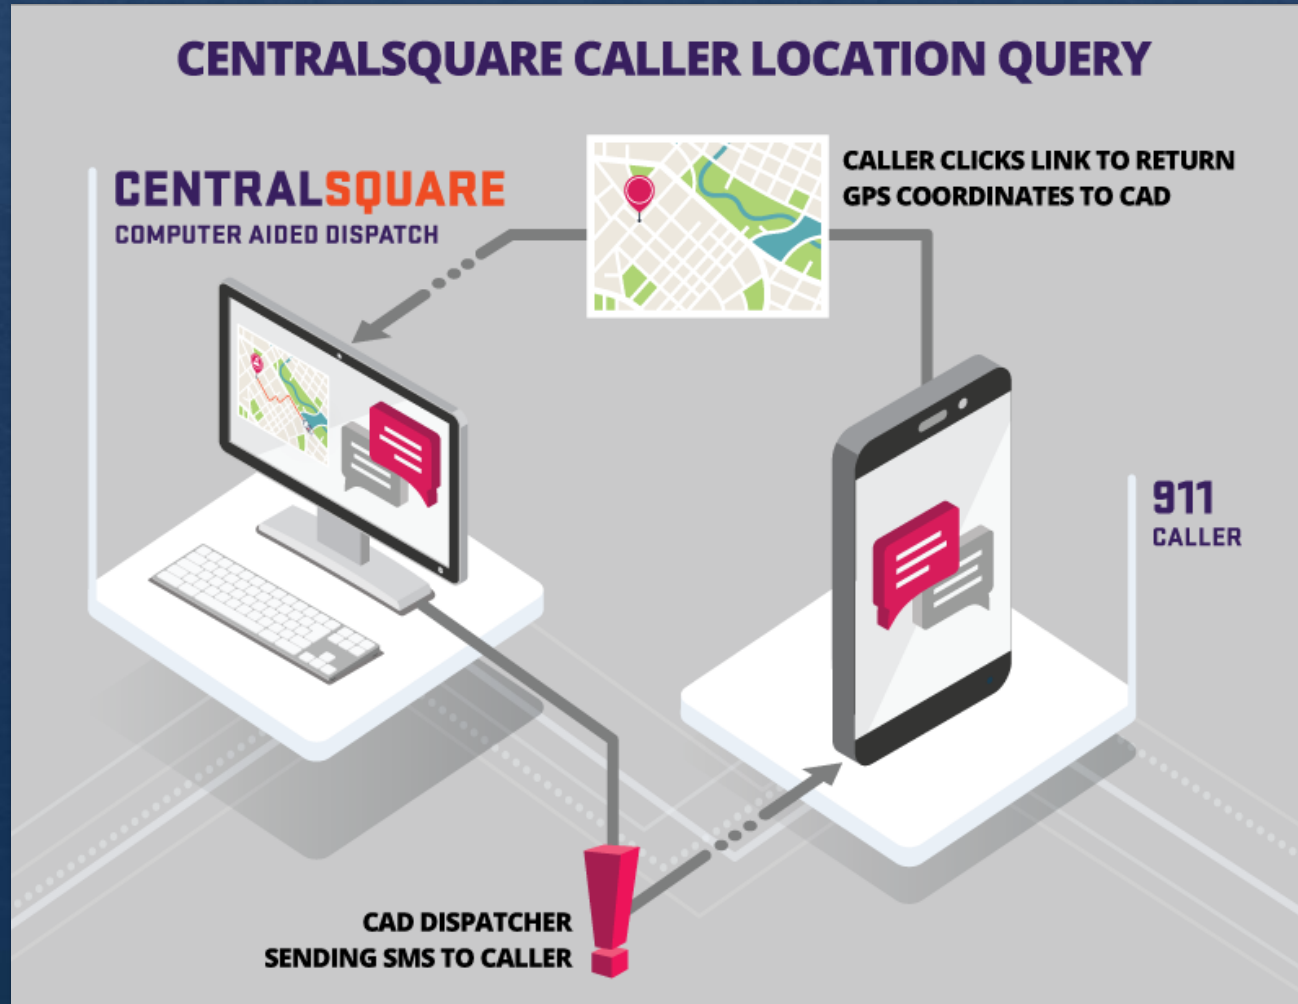 CENTRALSQUARE CALLER LOCATION QUERY
CENTRALSQUARE
COMPUTER AIDED DISPATCH
CALLER CLICKS LINK TO RETURN
GPS COORDINATES TO CAD
911
CALLER
CAD DISPATCHER
SENDING SMS TO CALLER